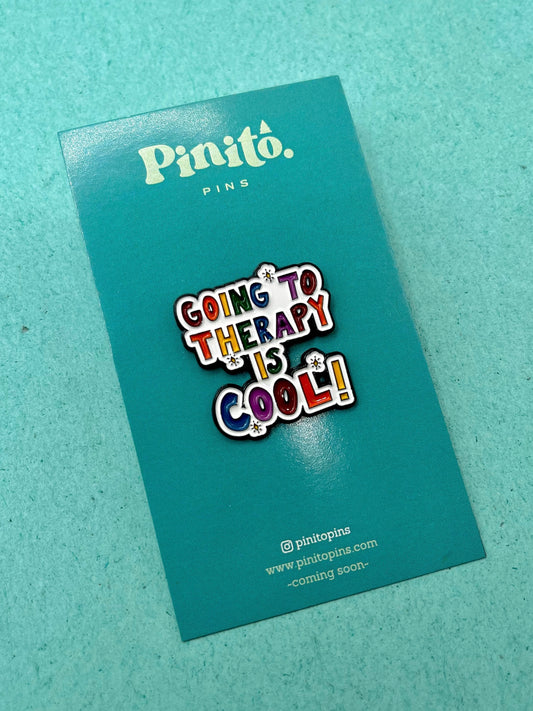 Pinito.
PINS
GOING TO
THERAPY
IS
COOL!
pinitopins
www.pinitopins.com
~coming soon~